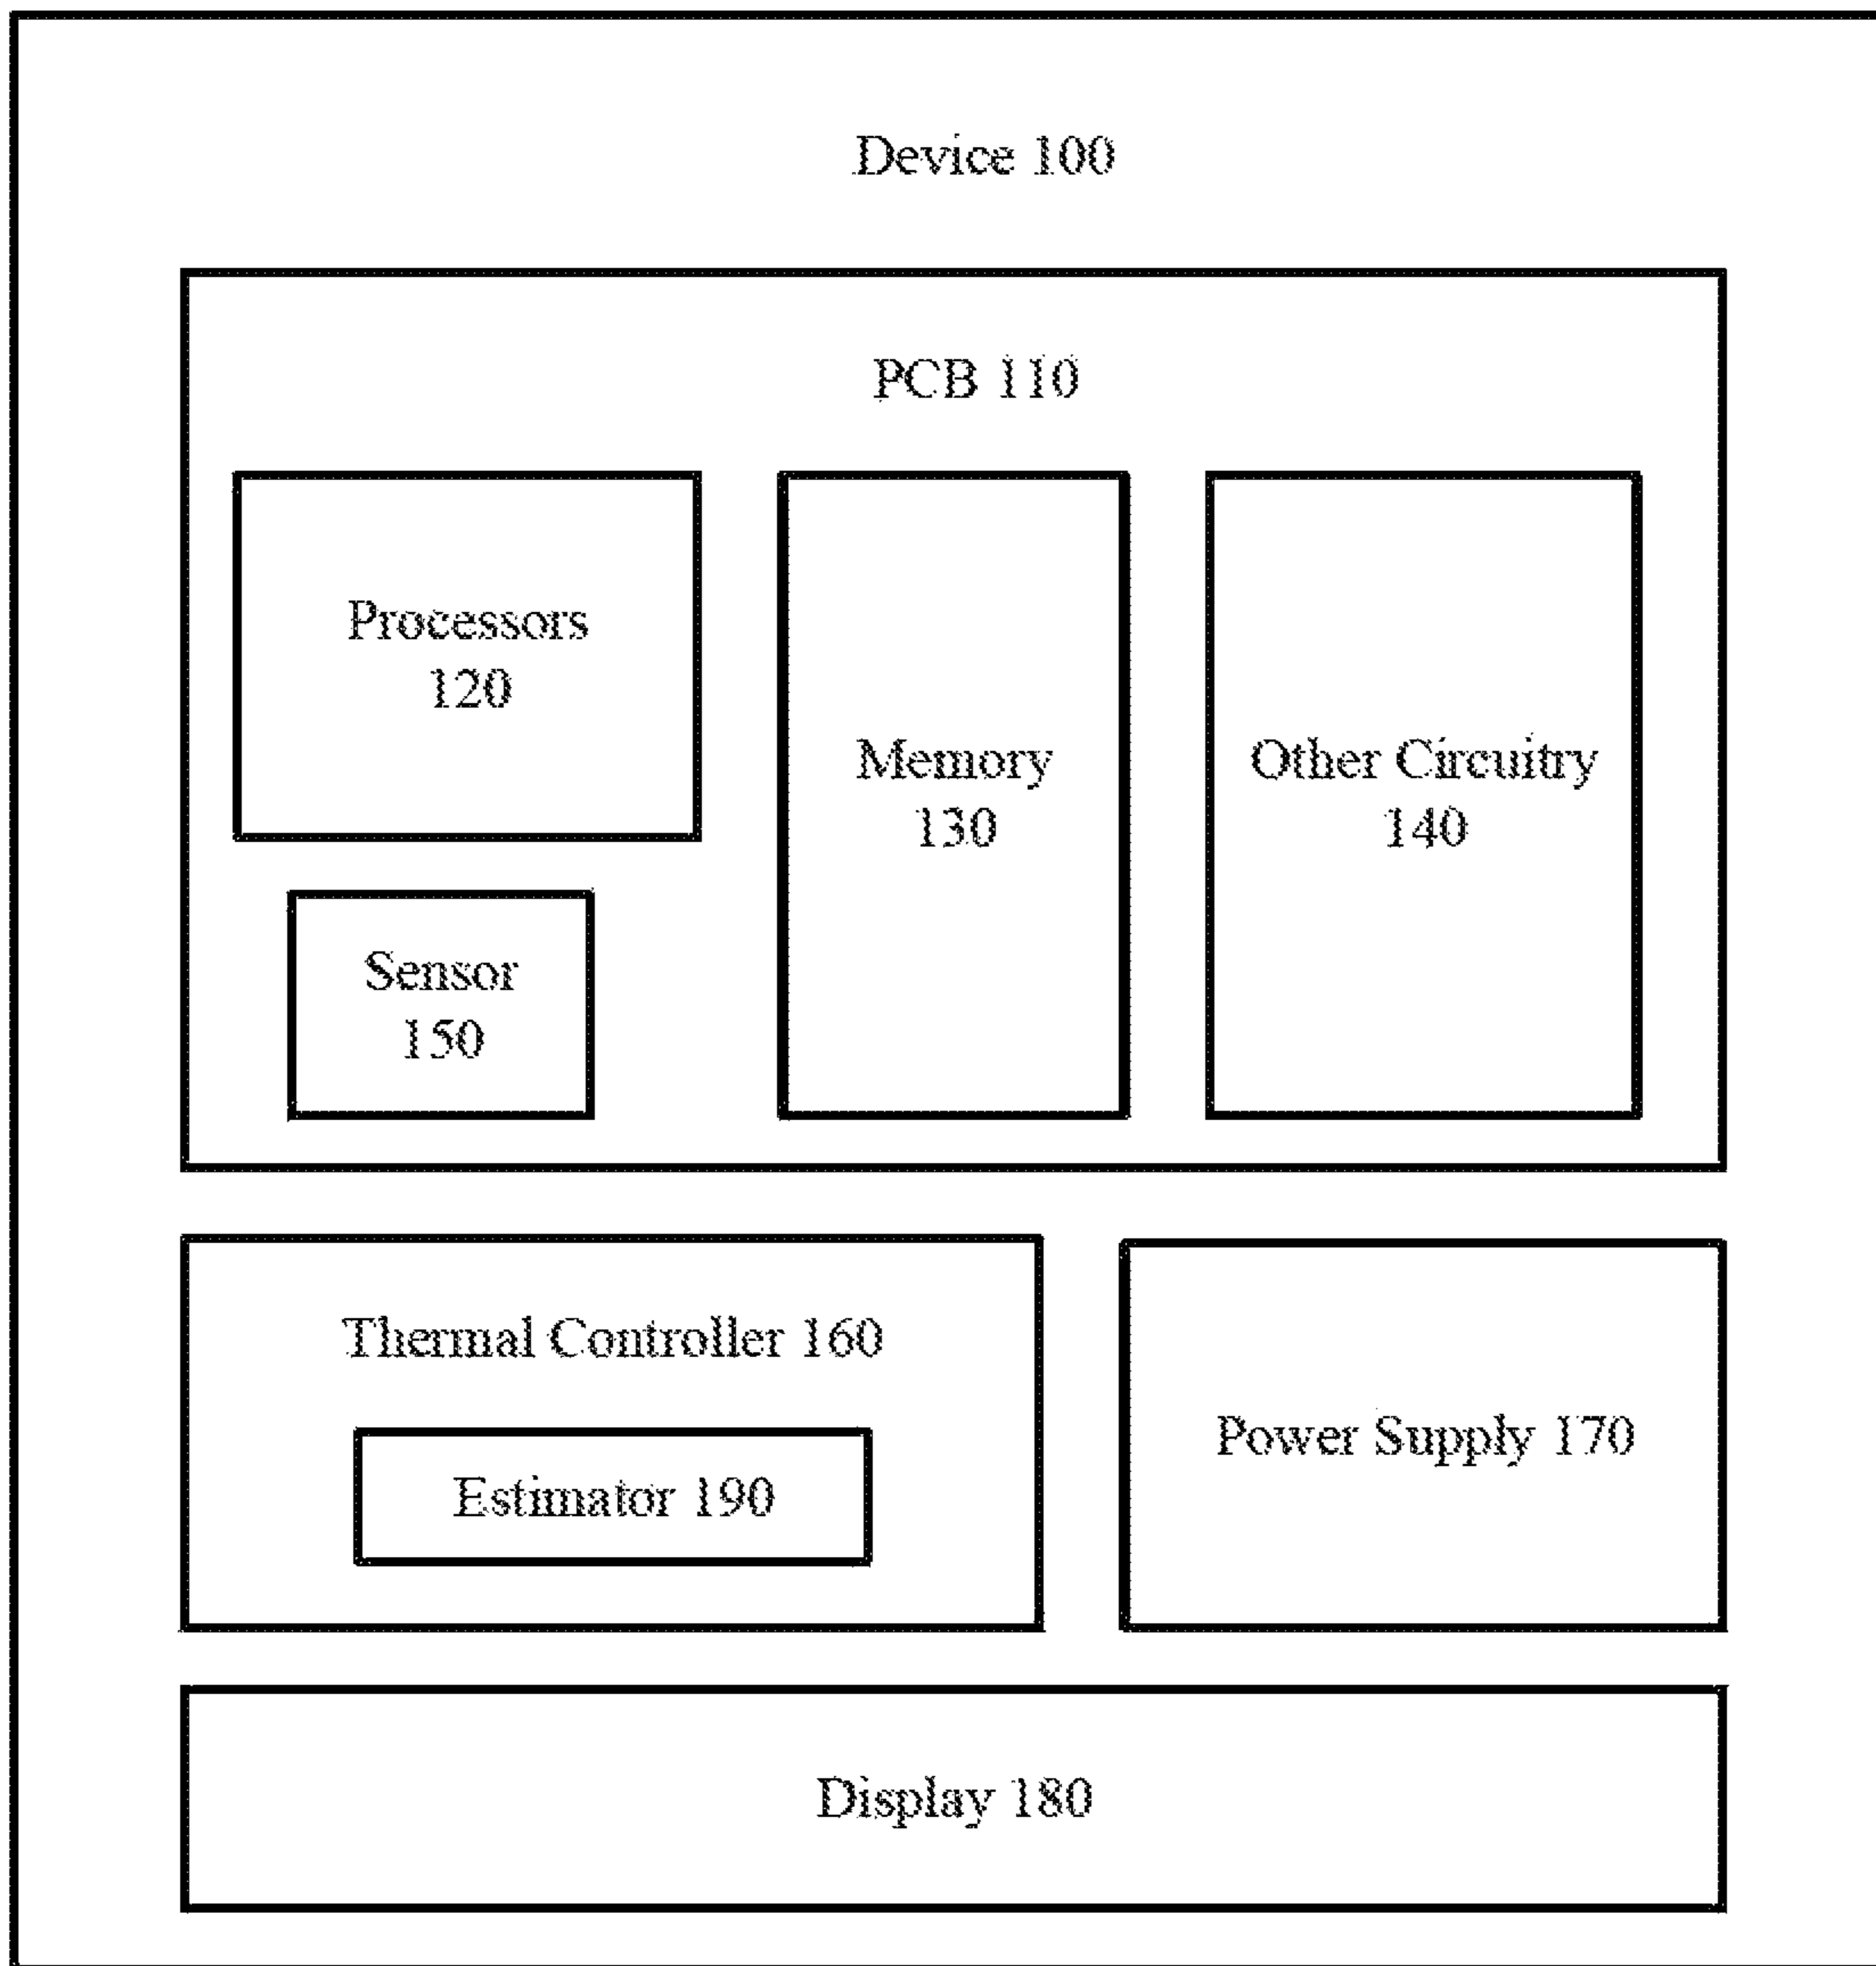 Device 100
PCB 110
Processors
120
Memory
130
Other Circuitry
140
Sensor
150
Thermal Controller 160
Estimator 190
Power Supply 170
Display 180